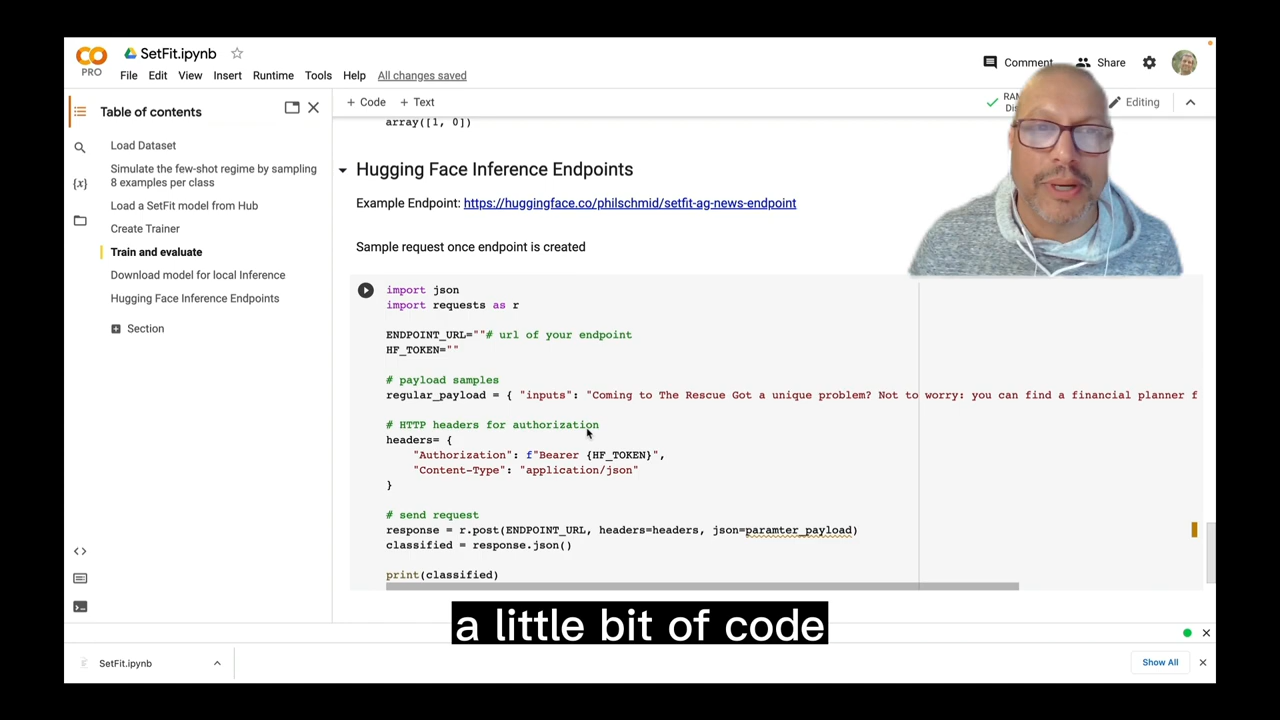 SetFit.ipynb
PRO
File Edit View Insert Runtime Tools Help All changes saved
Comment Share
Table of contents
+ Code + Text
Editing
Load Dataset
Simulate the few-shot regime by sampling
8 examples per class
Load a SetFit model from Hub
Create Trainer
Train and evaluate
Download model for local Inference
Hugging Face Inference Endpoints
Section
{x}
array([1, 0])
Hugging Face Inference Endpoints
Example Endpoint: https://huggingface.co/philschmid/setfit-ag-news-endpoint
Sample request once endpoint is created
import json
import requests as r
ENDPOINT_URL=""# url of your endpoint
HF_TOKEN=""
# payload samples
regular_payload = { "inputs": "Coming to The Rescue Got a unique problem? Not to worry: you can find a financial planner f
# HTTP headers for authorization
headers= {
"Authorization": f"Bearer {HF_TOKEN}",
"Content-Type": "application/json"
}
# send request
response = r.post(ENDPOINT_URL, headers=headers, json=paramter_payload)
classified = response.json()
print(classified)
a little bit of code
SetFit.ipynb
Show All